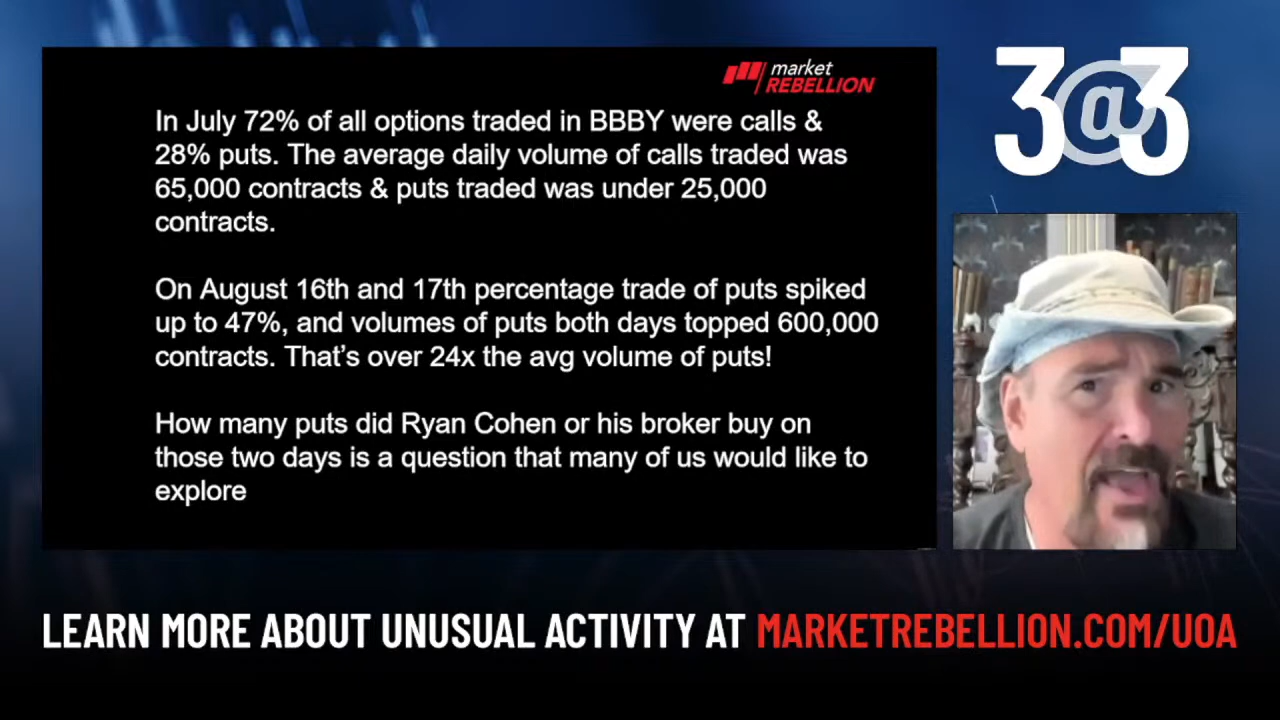 market
REBELLION
In July 72% of all options traded in BBBY were calls &
28% puts. The average daily volume of calls traded was
65,000 contracts & puts traded was under 25,000
contracts.
On August 16th and 17th percentage trade of puts spiked
up to 47%, and volumes of puts both days topped 600,000
contracts. That’s over 24x the avg volume of puts!
How many puts did Ryan Cohen or his broker buy on
those two days is a question that many of us would like to
explore
3@3
LEARN MORE ABOUT UNUSUAL ACTIVITY AT MARKETREBELLION.COM/UOA